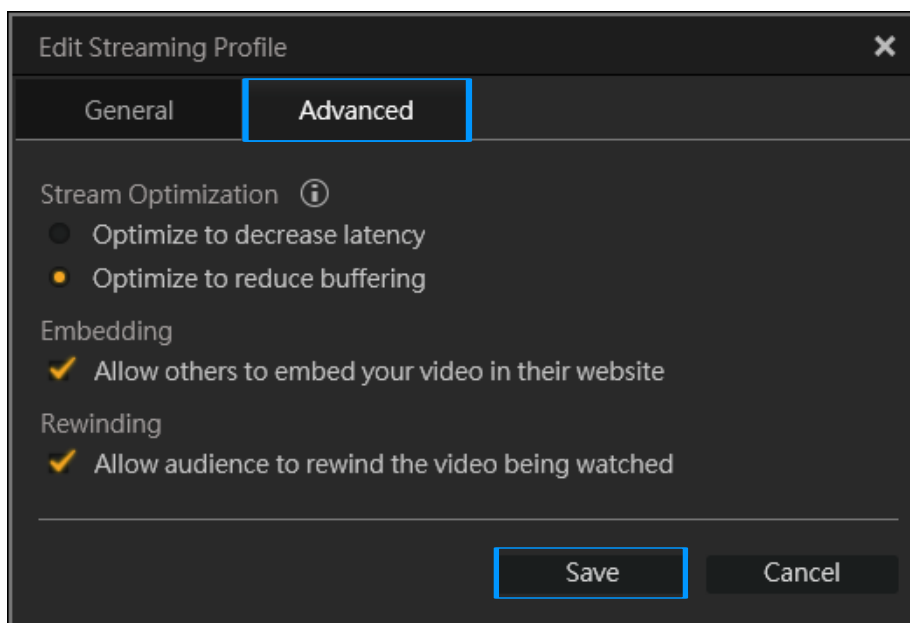 Edit Streaming Profile
General
Advanced
Stream Optimization
Optimize to decrease latency
Optimize to reduce buffering
Embedding
Allow others to embed your video in their website
Rewinding
Allow audience to rewind the video being watched
Save
Cancel